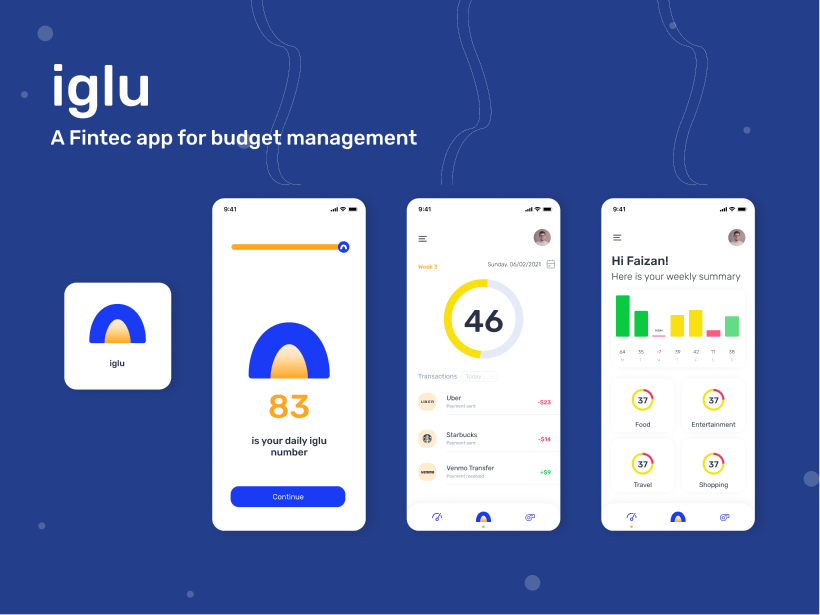 iglu
A Fintec app for budget management
iglu
9:41
83
is your daily iglu
number
Continue
9:41
Week 3
Sunday, 06/02/2021
46
Transactions
Today
UBER
Uber
Payment sent
-$23
Starbucks
Payment sent
-$14
venmo
Venmo Transfer
Payment received
+$9
9:41
Hi Faizan!
Here is your weekly summary
64 35 -7 39 42 11 38
37
Food
37
Entertainment
37
Travel
37
Shopping